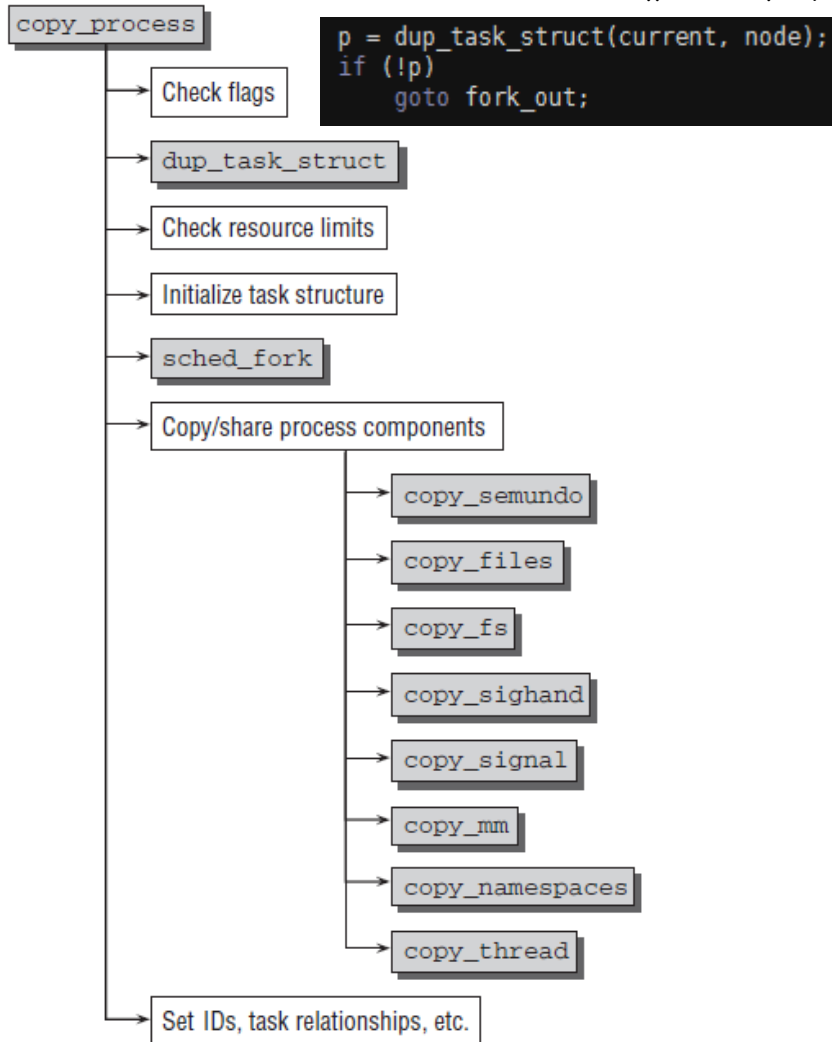 copy_process
p = dup_task_struct(current, node);
if (!p)
goto fork_out;
Check flags
dup_task_struct
Check resource limits
Initialize task structure
sched_fork
Copy/share process components
copy_semundo
copy_files
copy_fs
copy_sighand
copy_signal
copy_mm
copy_namespaces
copy_thread
Set IDs, task relationships, etc.